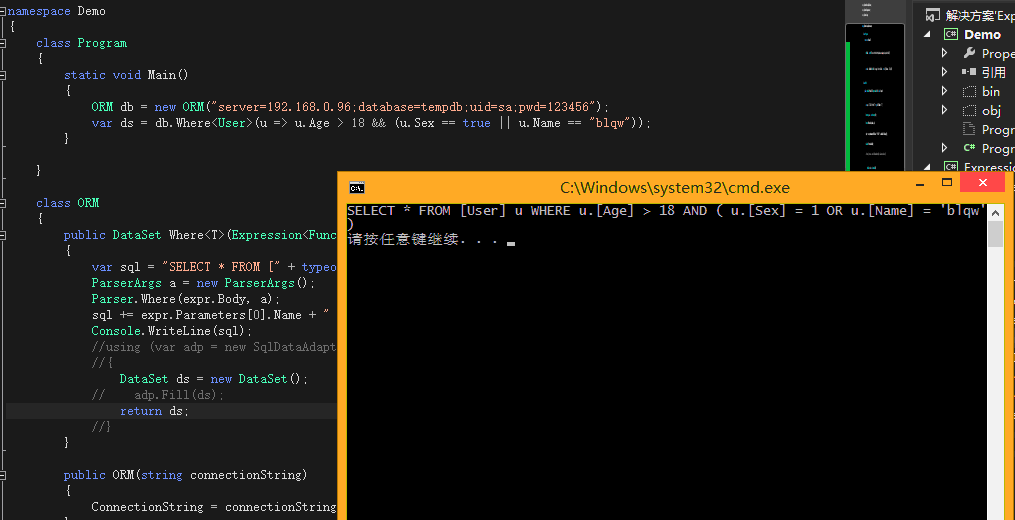 namespace Demo
{
class Program
{
static void Main()
{
ORM db = new ORM("server=192.168.0.96;database=tempdb;uid=sa;pwd=123456");
var ds = db.Where<User>(u => u.Age > 18 && (u.Sex == true || u.Name == "blqw"));
}
}
class ORM
{
public DataSet Where<T>(Expression<Func
{
var sql = "SELECT * FROM [" + typeo
ParserArgs a = new ParserArgs();
Parser.Where(expr.Body, a);
sql += expr.Parameters[0].Name + "
Console.WriteLine(sql);
//using (var adp = new SqlDataAdapt
//{
DataSet ds = new DataSet();
// adp.Fill(ds);
return ds;
//}
}
public ORM(string connectionString)
{
ConnectionString = connectionString
解决方案'Exp
C# Demo
Prope
引用
bin
obj
Progr
C# Progr
C# Expression
C:\Windows\system32\cmd.exe
SELECT * FROM [User] u WHERE u.[Age] > 18 AND ( u.[Sex] = 1 OR u.[Name] = 'blqw'
)
请按任意键继续. . .